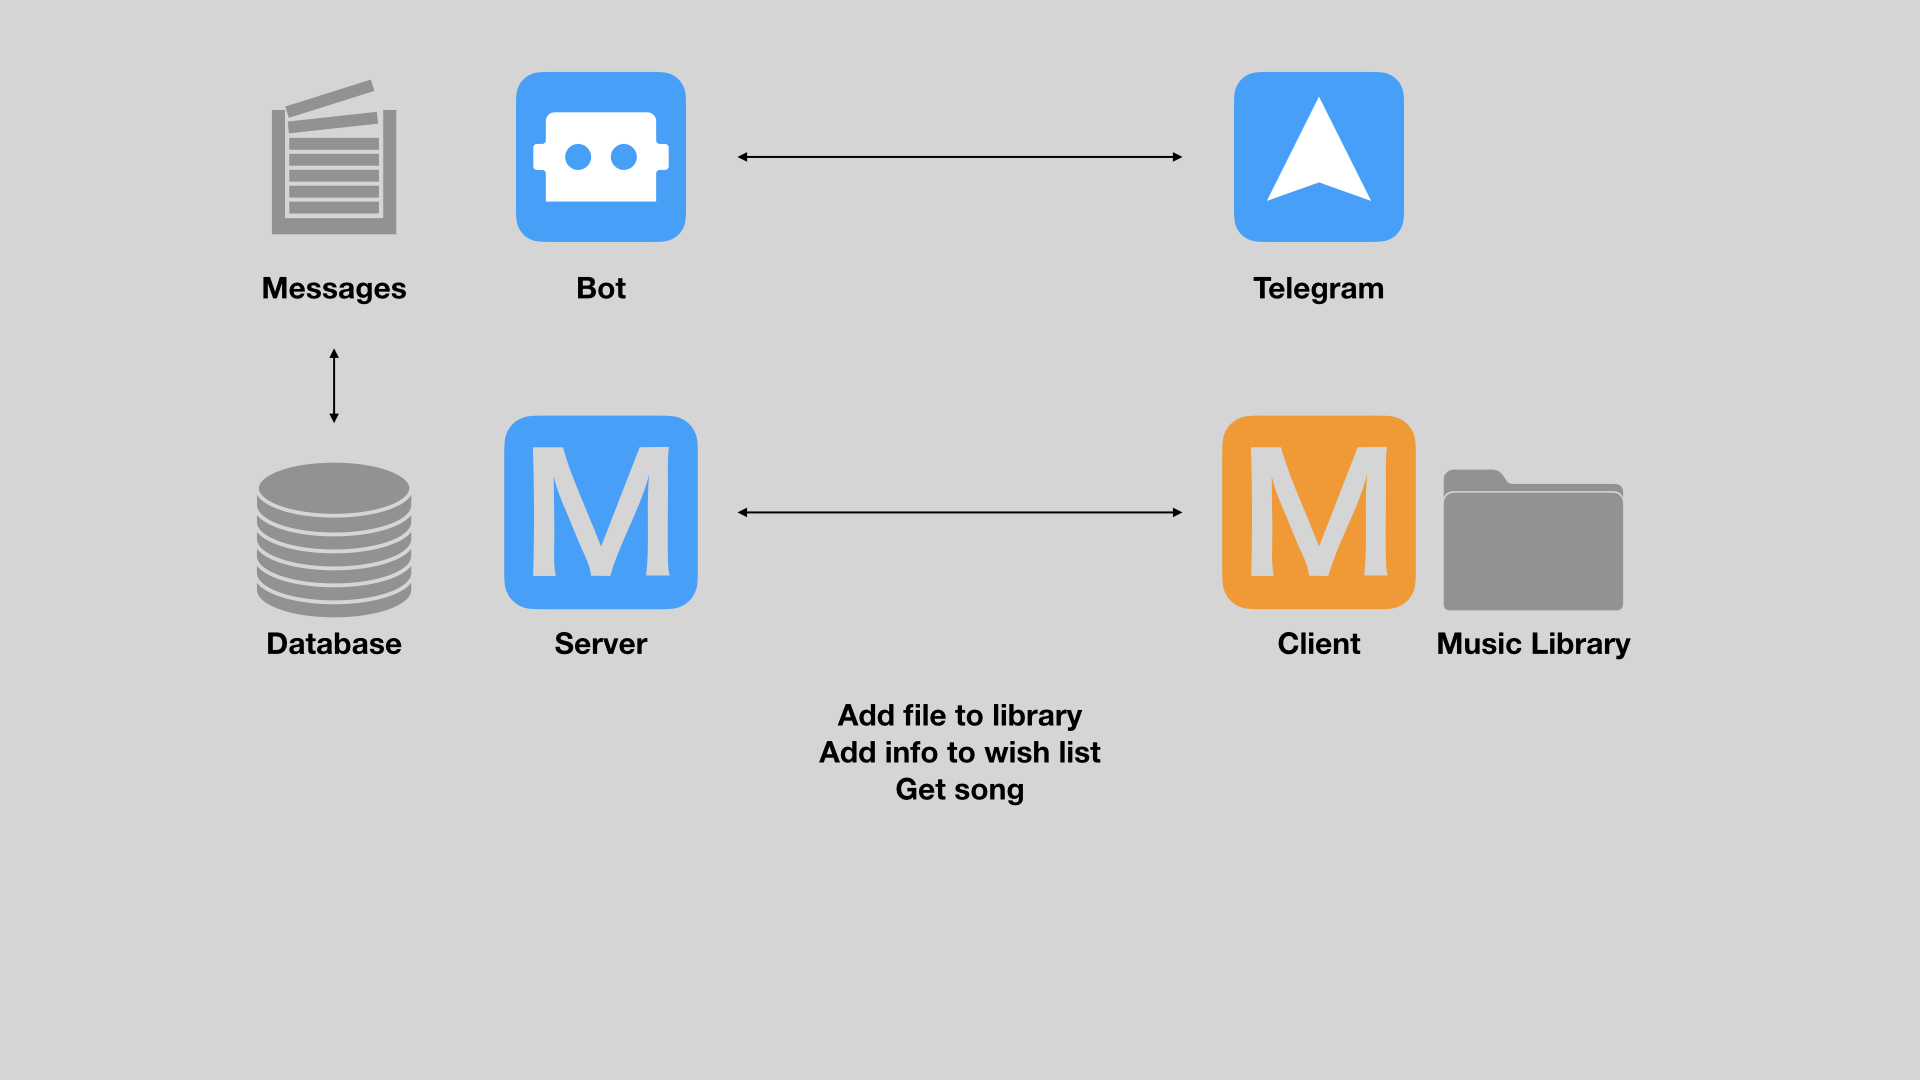 Messages
Bot
Telegram
M
M
Database
Server
Client
Music Library
Add file to library
Add info to wish list
Get song